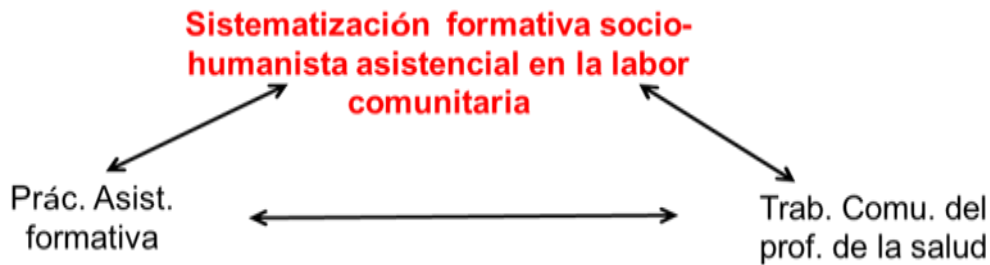 Sistematización formativa socio-
humanista asistencial en la labor
comunitaria
Prác. Asist.
formativa
Trab. Comu. del
prof. de la salud